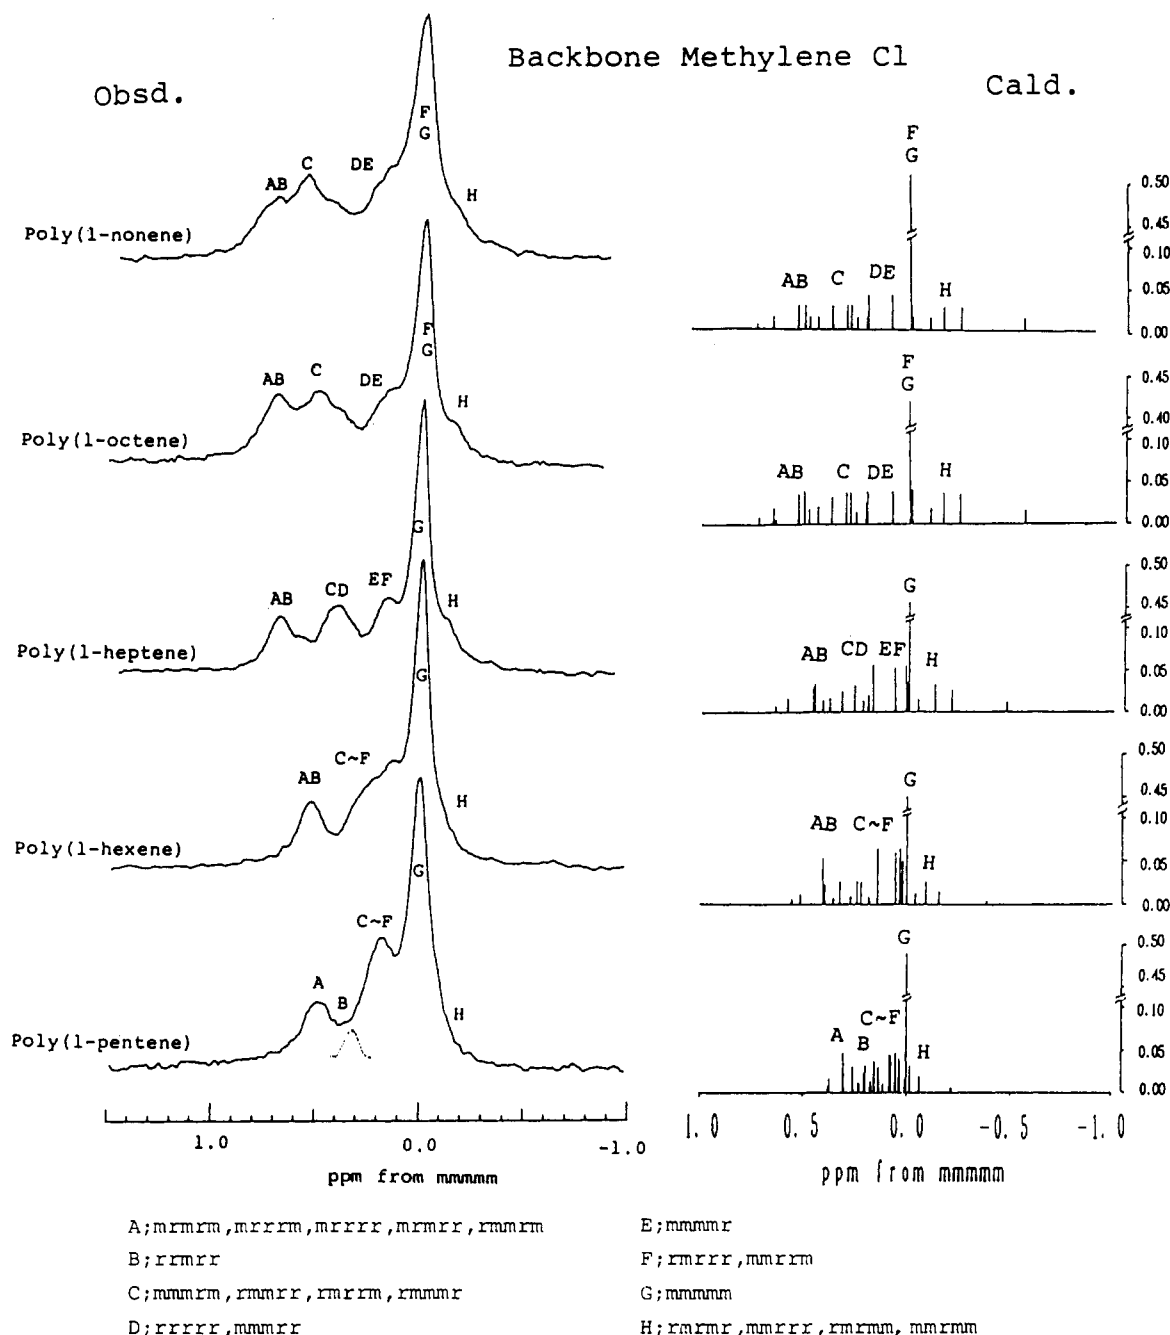 Backbone Methylene C1
Obsd.
Cald.
F
G
C
AB
DE
H
Poly(1-nonene)
F
G
AB
C
DE
H
Poly(1-octene)
G
AB
CD
EF
H
Poly(1-heptene)
G
AB
C~F
H
Poly(1-hexene)
G
A
B
C~F
H
Poly(1-pentene)
1.0
0.0
-1.0
ppm from mmmmm
F
G
AB
C
DE
H
0.50
0.45
0.10
0.05
0.00
F
G
AB
C
DE
H
0.45
0.40
0.10
0.05
0.00
G
AB
CD
EF
H
0.50
0.45
0.10
0.05
0.00
G
AB
C~F
H
0.50
0.45
0.10
0.05
0.00
G
A
B
C~F
H
0.50
0.45
0.10
0.05
0.00
1.0
0.5
0.0
-0.5
-1.0
ppm from mmmmm
A;mrmrm,mrrrm,mrrrr,mrmrr,rmmrm
B;rrmrr
C;mmmrm,rmmrr,rmrrm,rmmmr
D;rrrrr,mmmrr
E;mmmmr
F;rmrrr,mmrrm
G;mmmmm
H;rmrmr,mmrrr,rmrmm,mmrmm